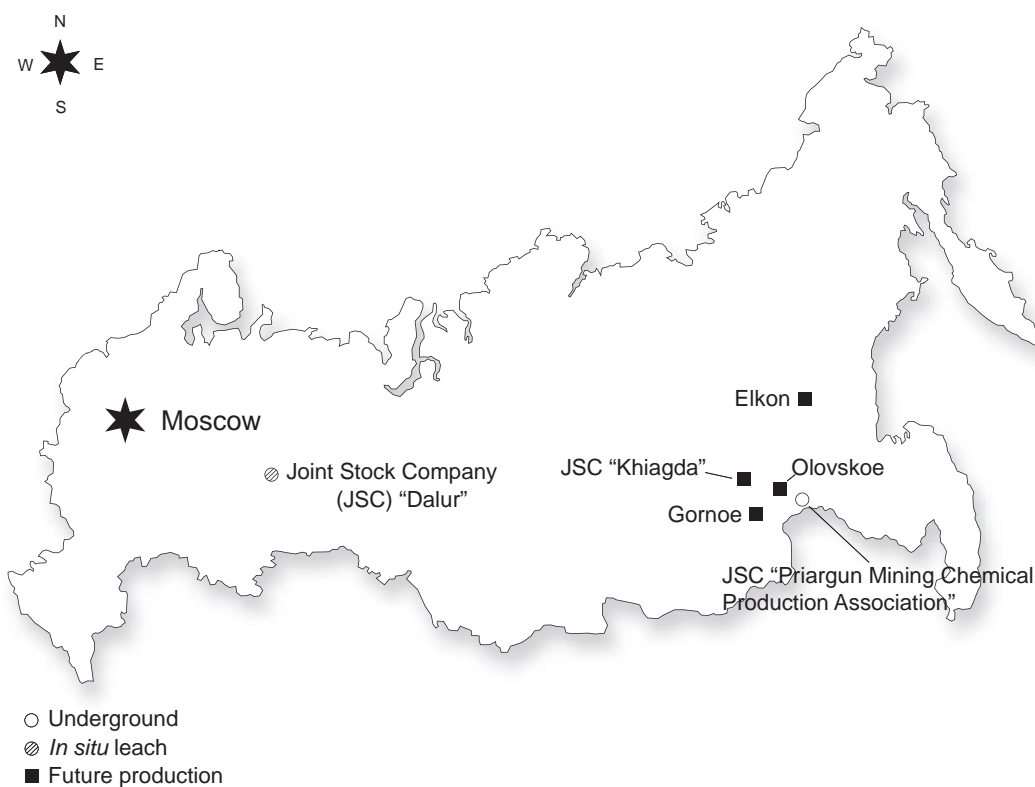 N
W E
S
Elkon
Moscow
JSC “Khiagda”
Olovskoe
Joint Stock Company
(JSC) “Dalur”
Gornoe
JSC “Priargun Mining Chemical
Production Association”
Underground
In situ leach
Future production